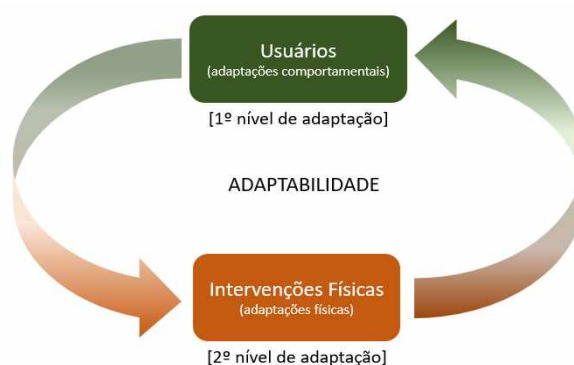 Usuários
(adaptações comportamentais)
[1º nível de adaptação]
ADAPTABILIDADE
Intervenções Físicas
(adaptações físicas)
[2º nível de adaptação]